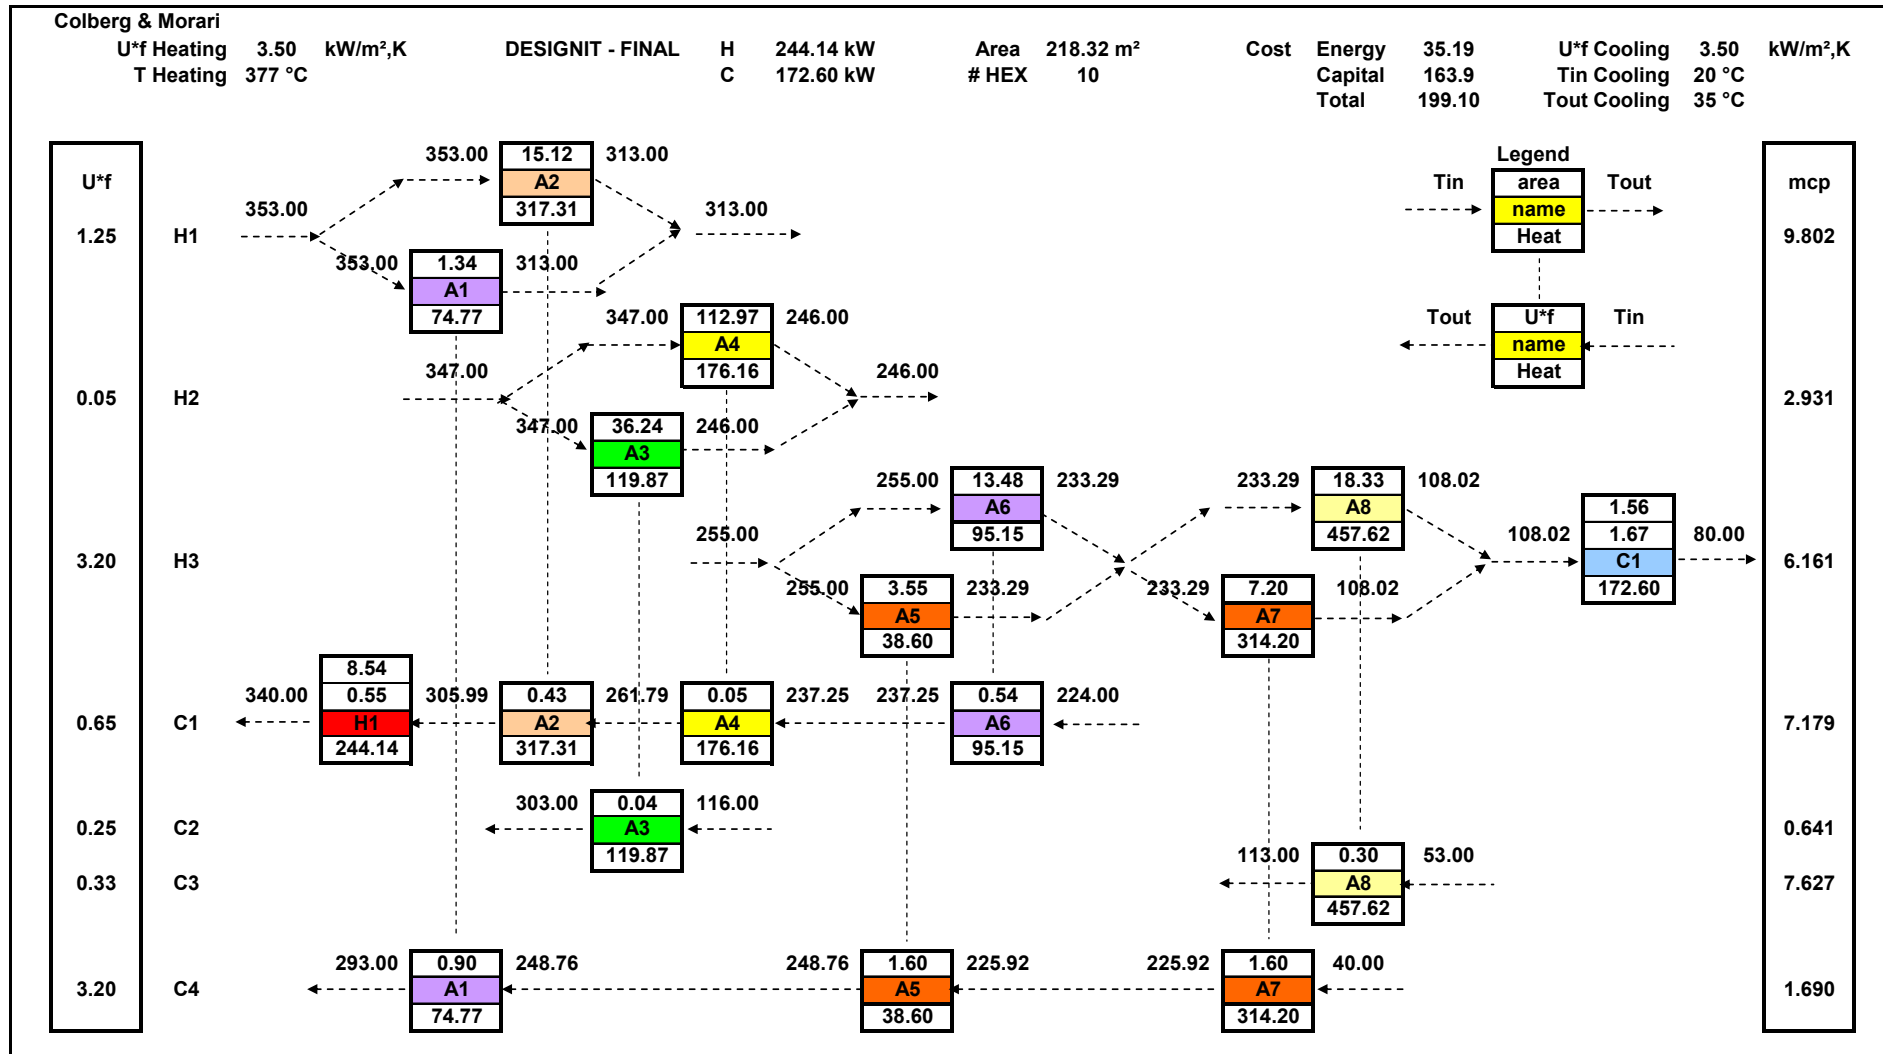 Colberg & Morari
U*f Heating 3.50 kW/m²,K DESIGNIT - FINAL H 244.14 kW Area 218.32 m² Cost Energy 35.19 U*f Cooling 3.50 kW/m²,K
T Heating 377 °C C 172.60 kW # HEX 10 Capital 163.9 Tin Cooling 20 °C
Total 199.10 Tout Cooling 35 °C
353.00 15.12 313.00 Legend
U*f A2 Tin area Tout mcp
353.00 317.31 313.00 name
1.25 H1 Heat 9.802
353.00 1.34 313.00
A1
74.77 347.00 112.97 246.00 Tout U*f Tin
A4 name
347.00 176.16 246.00 Heat
0.05 H2 2.931
347.00 36.24 246.00
A3
119.87 255.00 13.48 233.29 233.29 18.33 108.02
A6 A8 1.56
255.00 95.15 457.62 108.02 1.67 80.00
3.20 H3 C1 6.161
255.00 3.55 233.29 233.29 7.20 108.02 172.60
A5 A7
38.60 314.20
8.54
340.00 0.55 305.99 0.43 261.79 0.05 237.25 237.25 0.54 224.00
0.65 C1 H1 A2 A4 A6 7.179
244.14 317.31 176.16 95.15
303.00 0.04 116.00
0.25 C2 A3 0.641
119.87 113.00 0.30 53.00
0.33 C3 A8 7.627
457.62
293.00 0.90 248.76 248.76 1.60 225.92 225.92 1.60 40.00
3.20 C4 A1 A5 A7 1.690
74.77 38.60 314.20